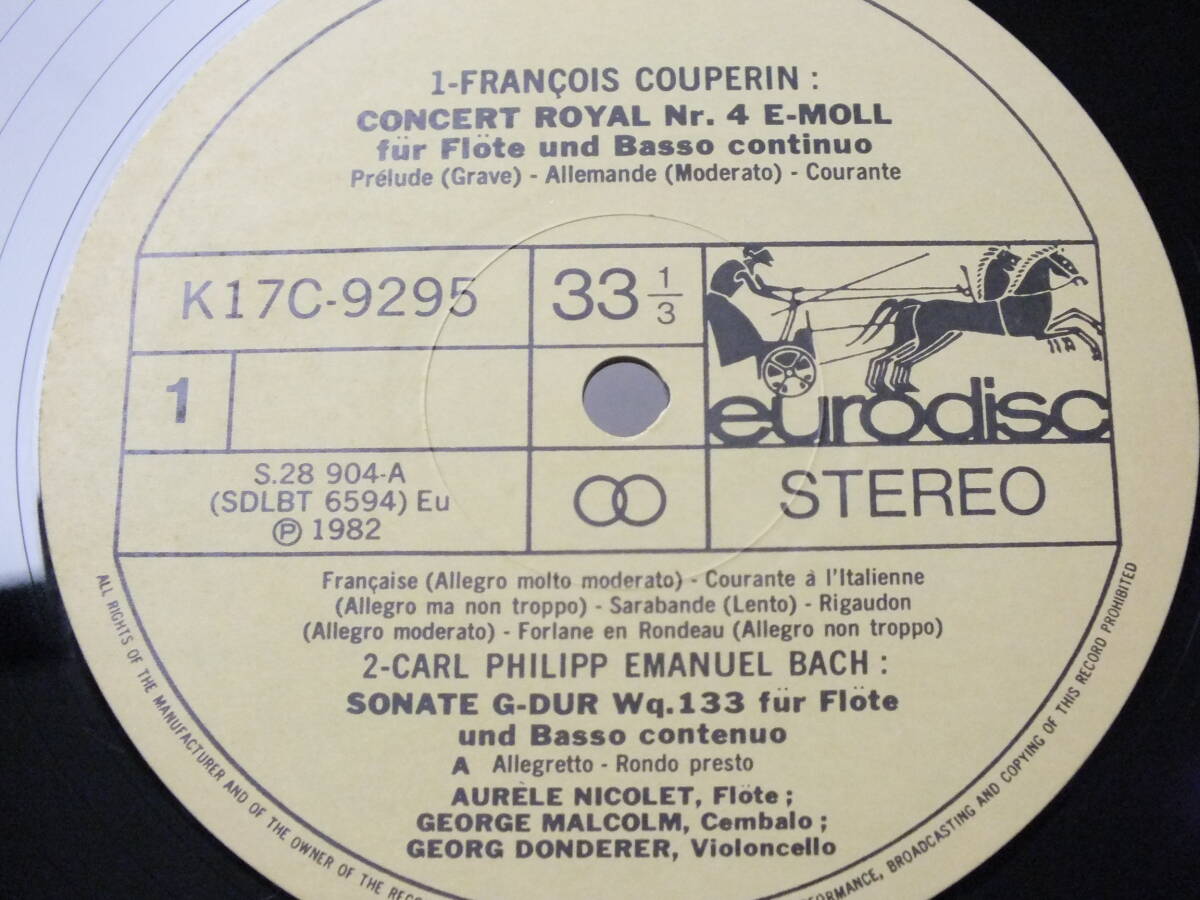 1-FRANÇOIS COUPERIN :
CONCERT ROYAL Nr. 4 E-MOLL
für Flöte und Basso continuo
Prélude (Grave) - Allemande (Moderato) - Courante
K17C-9295
33 1/3
eurodisc
1
S.28 904-A
(SDLBT 6594) Eu
℗ 1982
STEREO
Française (Allegro molto moderato) - Courante à l'Italienne
(Allegro ma non troppo) - Sarabande (Lento) - Rigaudon
(Allegro moderato) - Forlane en Rondeau (Allegro non troppo)
2-CARL PHILIPP EMANUEL BACH :
SONATE G-DUR Wq.133 für Flöte
und Basso contenuo
A Allegretto - Rondo presto
AURÈLE NICOLET, Flöte ;
GEORGE MALCOLM, Cembalo ;
GEORG DONDERER, Violoncello
ALL RIGHTS OF THE MANUFACTURER AND OF THE OWNER OF THE
BROADCASTING AND COPYING OF THIS RECORD PROHIBITED